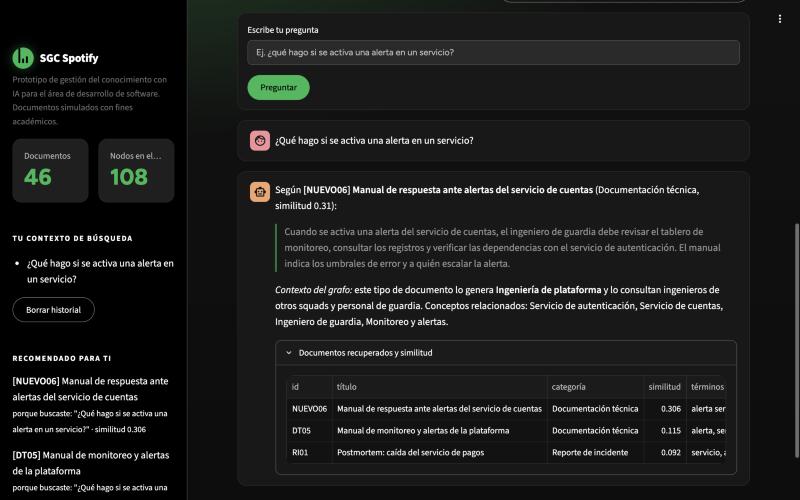 SGC Spotify
Prototipo de gestión del conocimiento con
IA para el área de desarrollo de software.
Documentos simulados con fines
académicos.
Documentos
46
Nodos en el...
108
TU CONTEXTO DE BÚSQUEDA
¿Qué hago si se activa una alerta en
un servicio?
Borrar historial
RECOMENDADO PARA TI
[NUEVO06] Manual de respuesta ante
alertas del servicio de cuentas
porque buscaste: "¿Qué hago si se activa una
alerta en un servicio?" · similitud 0.306
[DT05] Manual de monitoreo y alertas
de la plataforma
porque buscaste: "¿Qué hago si se activa una
Escribe tu pregunta
Ej. ¿qué hago si se activa una alerta en un servicio?
Preguntar
¿Qué hago si se activa una alerta en un servicio?
Según [NUEVO06] Manual de respuesta ante alertas del servicio de cuentas (Documentación técnica,
similitud 0.31):
Cuando se activa una alerta del servicio de cuentas, el ingeniero de guardia debe revisar el tablero de
monitoreo, consultar los registros y verificar las dependencias con el servicio de autenticación. El manual
indica los umbrales de error y a quién escalar la alerta.
Contexto del grafo: este tipo de documento lo genera Ingeniería de plataforma y lo consultan ingenieros de
otros squads y personal de guardia. Conceptos relacionados: Servicio de autenticación, Servicio de cuentas,
Ingeniero de guardia, Monitoreo y alertas.
Documentos recuperados y similitud
id título categoría similitud términos
NUEVO06 Manual de respuesta ante alertas del servicio de cuentas Documentación técnica 0.306 alerta ser
DT05 Manual de monitoreo y alertas de la plataforma Documentación técnica 0.115 alerta, se
RI01 Postmortem: caída del servicio de pagos Reporte de incidente 0.092 servicio, a